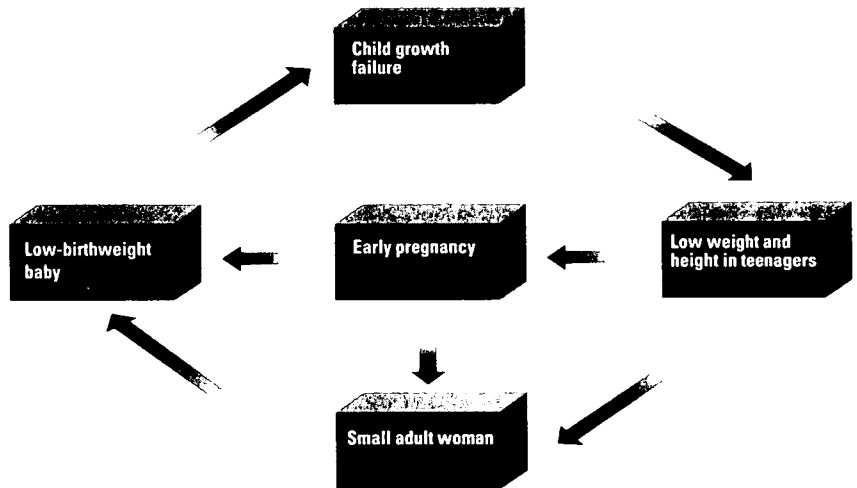 Child growth
failure
Low-birthweight
baby
Early pregnancy
Low weight and
height in teenagers
Small adult woman